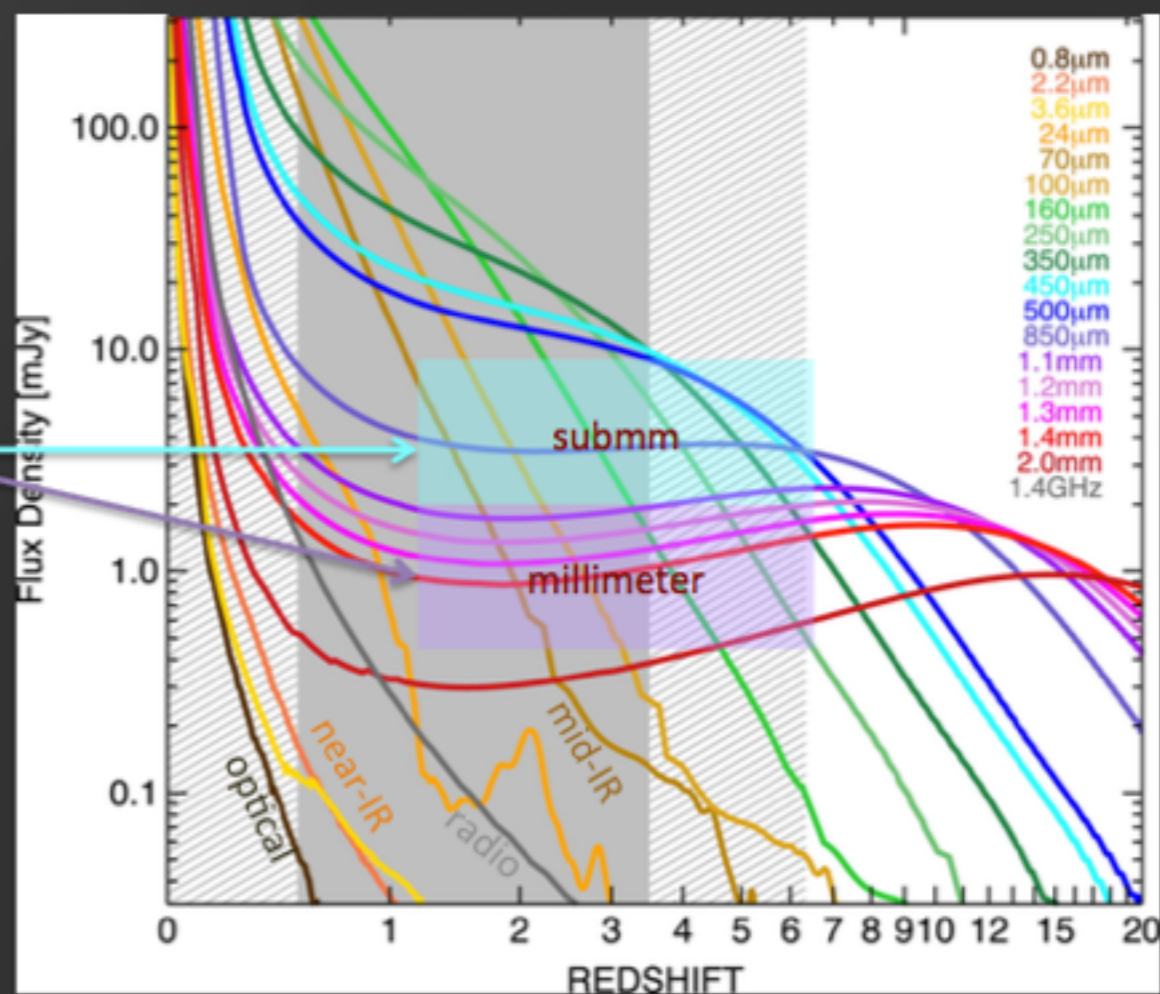 100.0
10.0
1.0
0.1
Flux Density [mJy]
0.8μm
2.2μm
3.6μm
24μm
70μm
100μm
160μm
250μm
350μm
450μm
500μm
850μm
1.1mm
1.2mm
1.3mm
1.4mm
2.0mm
1.4GHz
submm
millimeter
optical
near-IR
radio
mid-IR
0 1 2 3 4 5 6 7 8 9 10 12 15 20
REDSHIFT